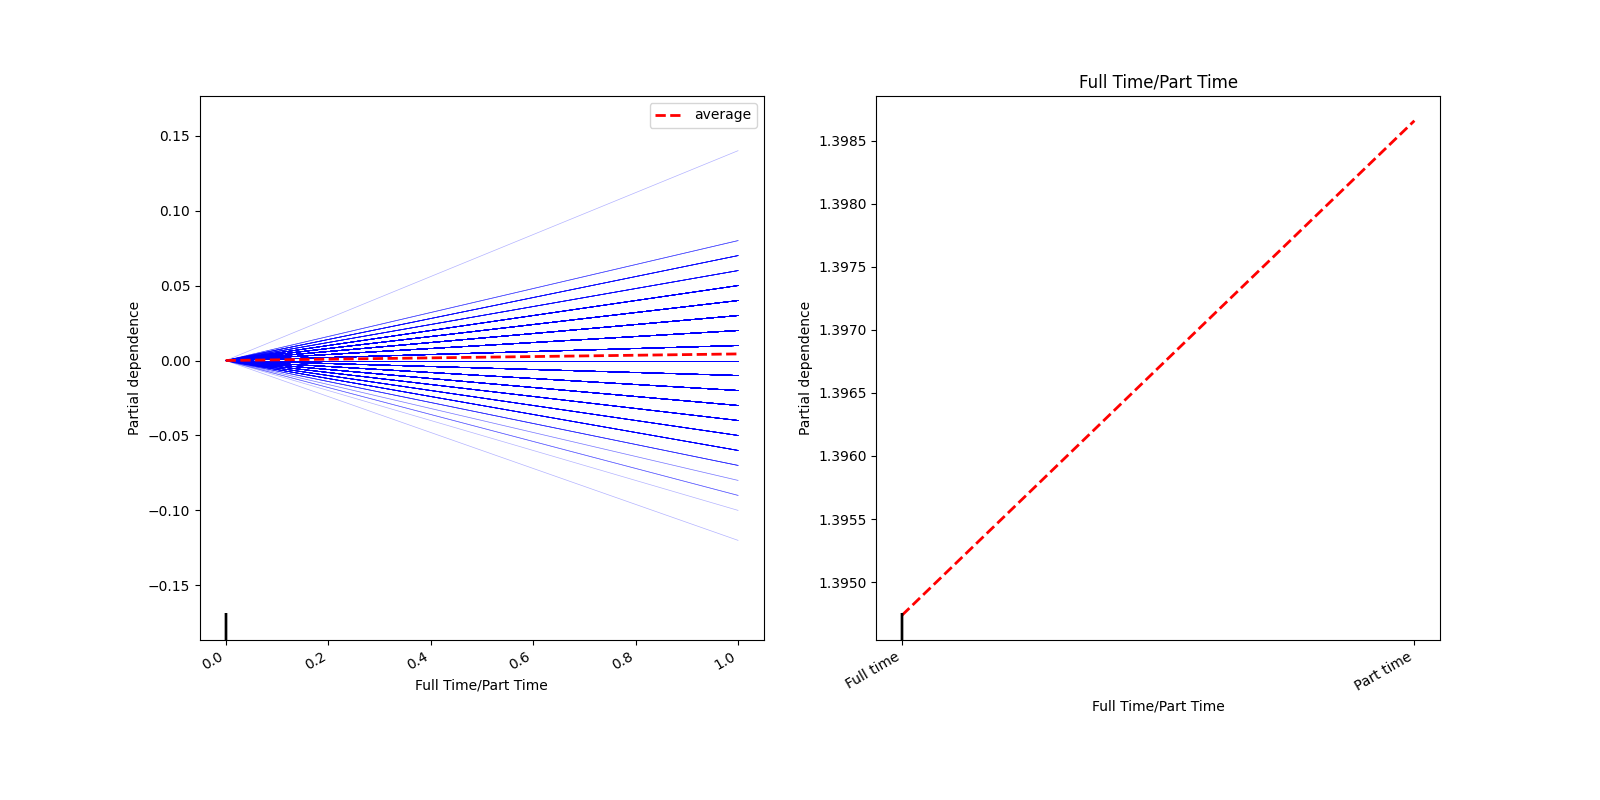 average
0.15
0.10
0.05
0.00
−0.05
−0.10
−0.15
Partial dependence
0.0
0.2
0.4
0.6
0.8
1.0
Full Time/Part Time
Full Time/Part Time
1.3985
1.3980
1.3975
1.3970
1.3965
1.3960
1.3955
1.3950
Partial dependence
Full time
Part time
Full Time/Part Time